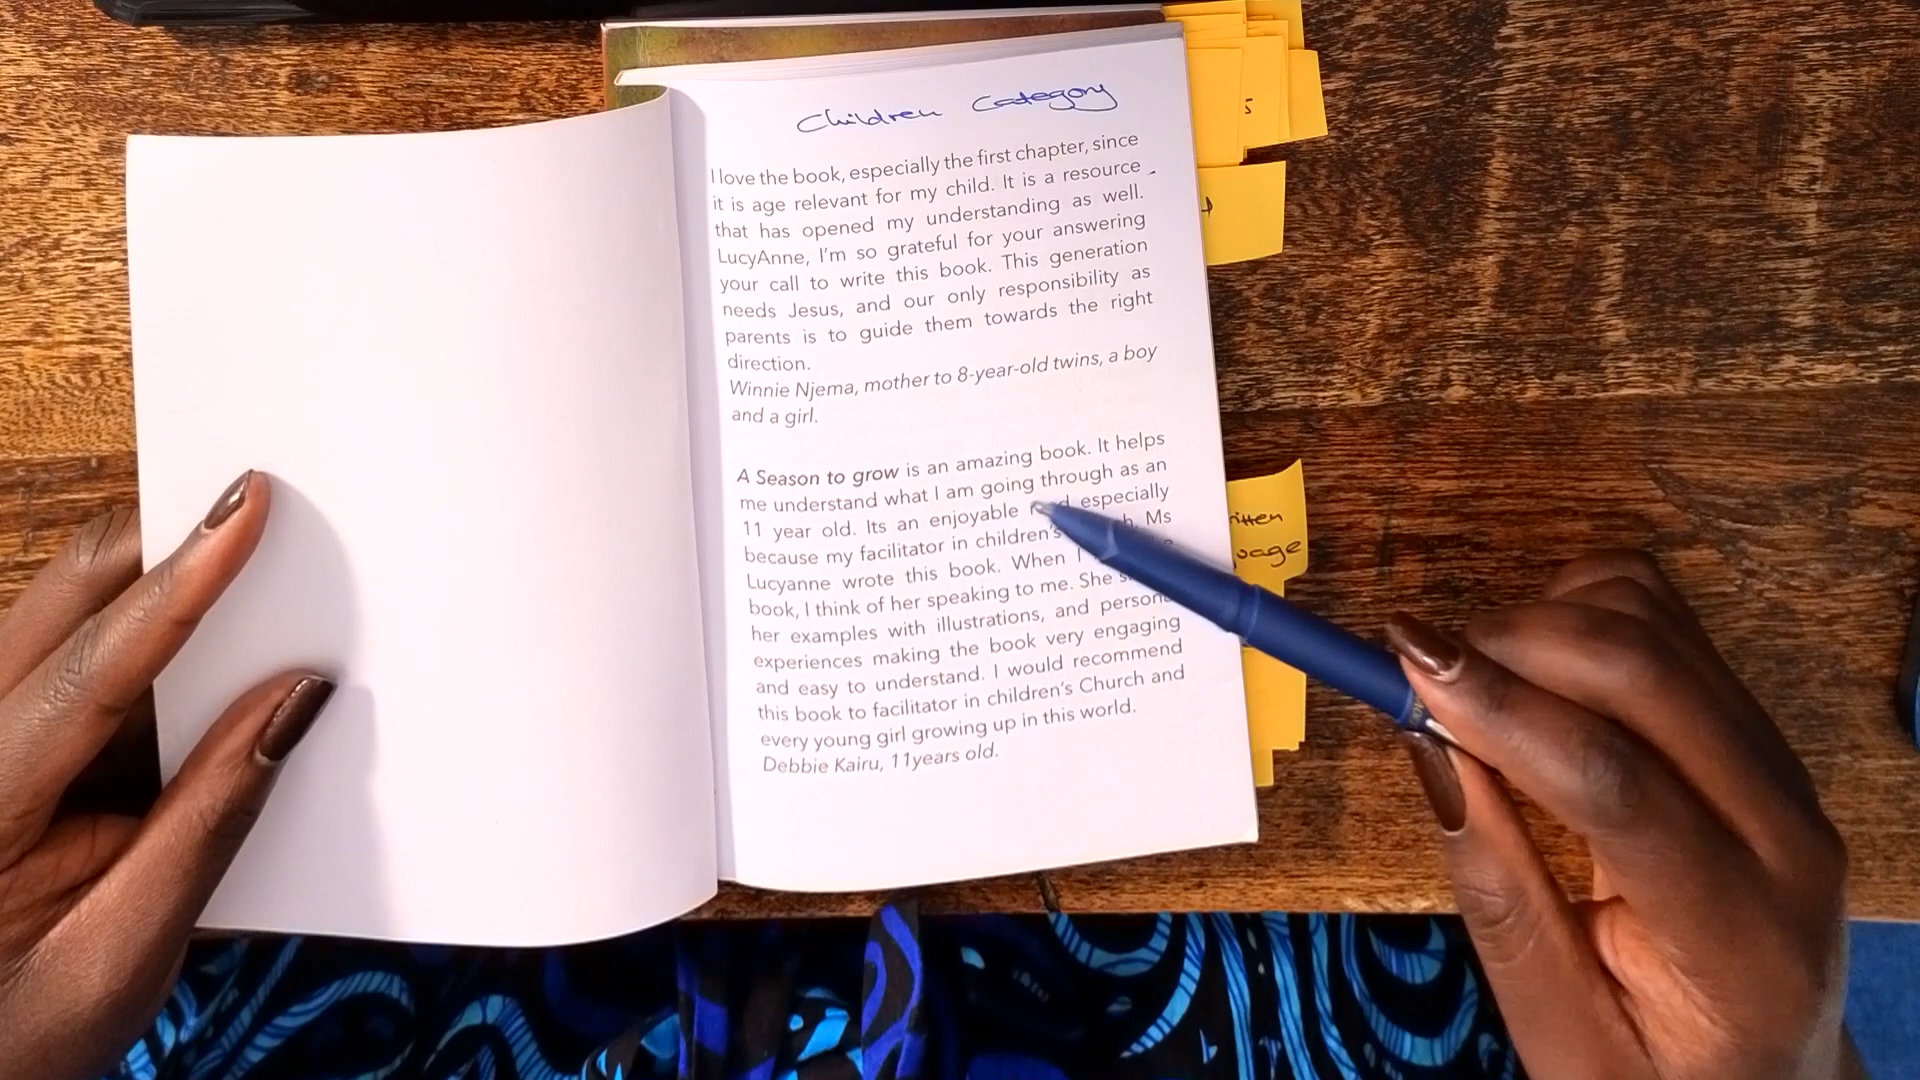 Children Category
I love the book, especially the first chapter, since
it is age relevant for my child. It is a resource
that has opened my understanding as well.
LucyAnne, I'm so grateful for your answering
your call to write this book. This generation
needs Jesus, and our only responsibility as
parents is to guide them towards the right
direction.
Winnie Njema, mother to 8-year-old twins, a boy
and a girl.
A Season to grow is an amazing book. It helps
me understand what I am going through as an
11 year old. Its an enjoyable especially
because my facilitator in children's Ms
Lucyanne wrote this book. When I
book, I think of her speaking to me. She
her examples with illustrations, and
experiences making the book very engaging
and easy to understand. I would recommend
this book to facilitator in children's Church and
every young girl growing up in this world.
Debbie Kairu, 11years old.
5